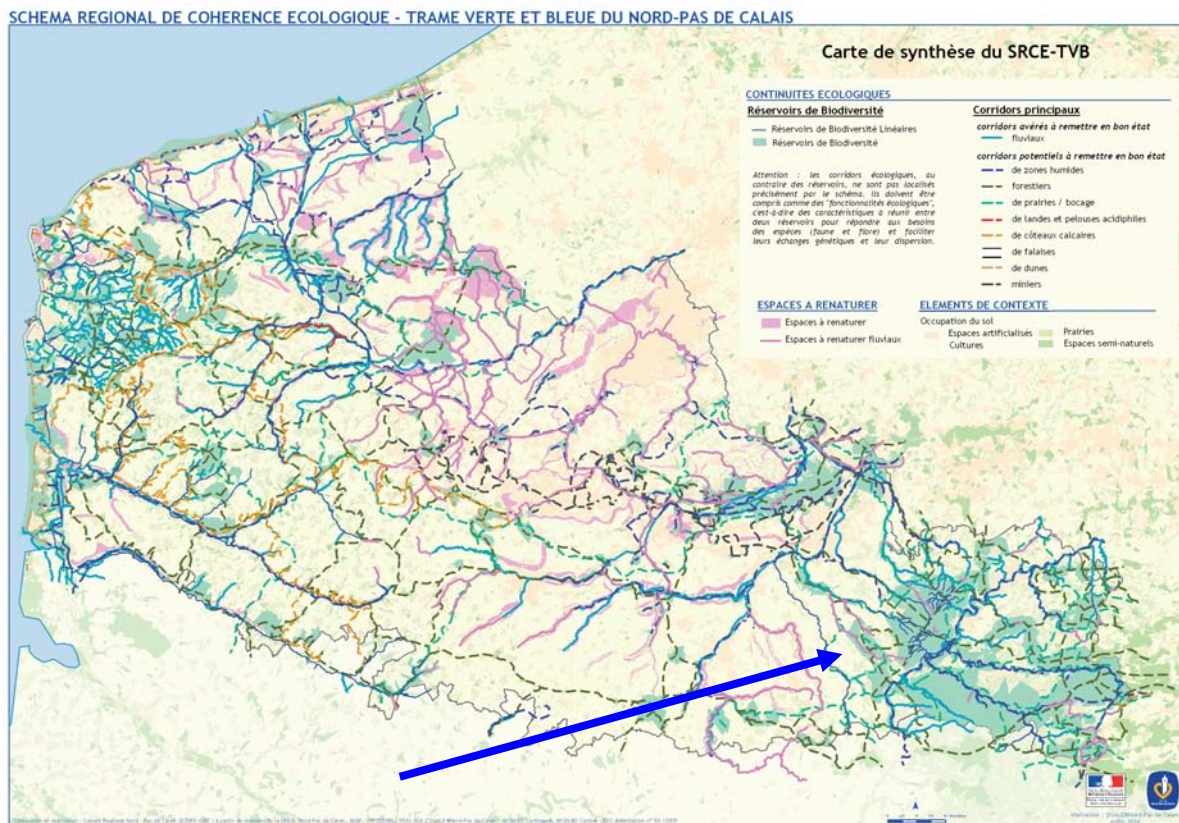 SCHEMA REGIONAL DE COHERENCE ECOLOGIQUE - TRAME VERTE ET BLEUE DU NORD-PAS DE CALAIS
Carte de synthèse du SRCE-TVB
CONTINUITES ECOLOGIQUES
Réservoirs de Biodiversité
Réservoirs de Biodiversité Linéaires
Réservoirs de Biodiversité
Attention : les corridors écologiques, au
contraire des réservoirs, ne sont pas localisés
précisément par le schéma. Ils doivent être
compris comme des "fonctionnalités écologiques",
c'est-à-dire des caractéristiques à réunir entre
deux réservoirs pour répondre aux besoins
des espèces (faune et flore) et faciliter
leurs échanges génétiques et leur dispersion.
Corridors principaux
corridors avérés à remettre en bon état
fluviaux
corridors potentiels à remettre en bon état
de zones humides
forestiers
de prairies / bocage
de landes et pelouses acidiphiles
de côteaux calcaires
de falaises
de dunes
miniers
ESPACES A RENATURER
Espaces à renaturer
Espaces à renaturer fluviaux
ELEMENTS DE CONTEXTE
Occupation du sol
Espaces artificialisés
Cultures
Prairies
Espaces semi-naturels